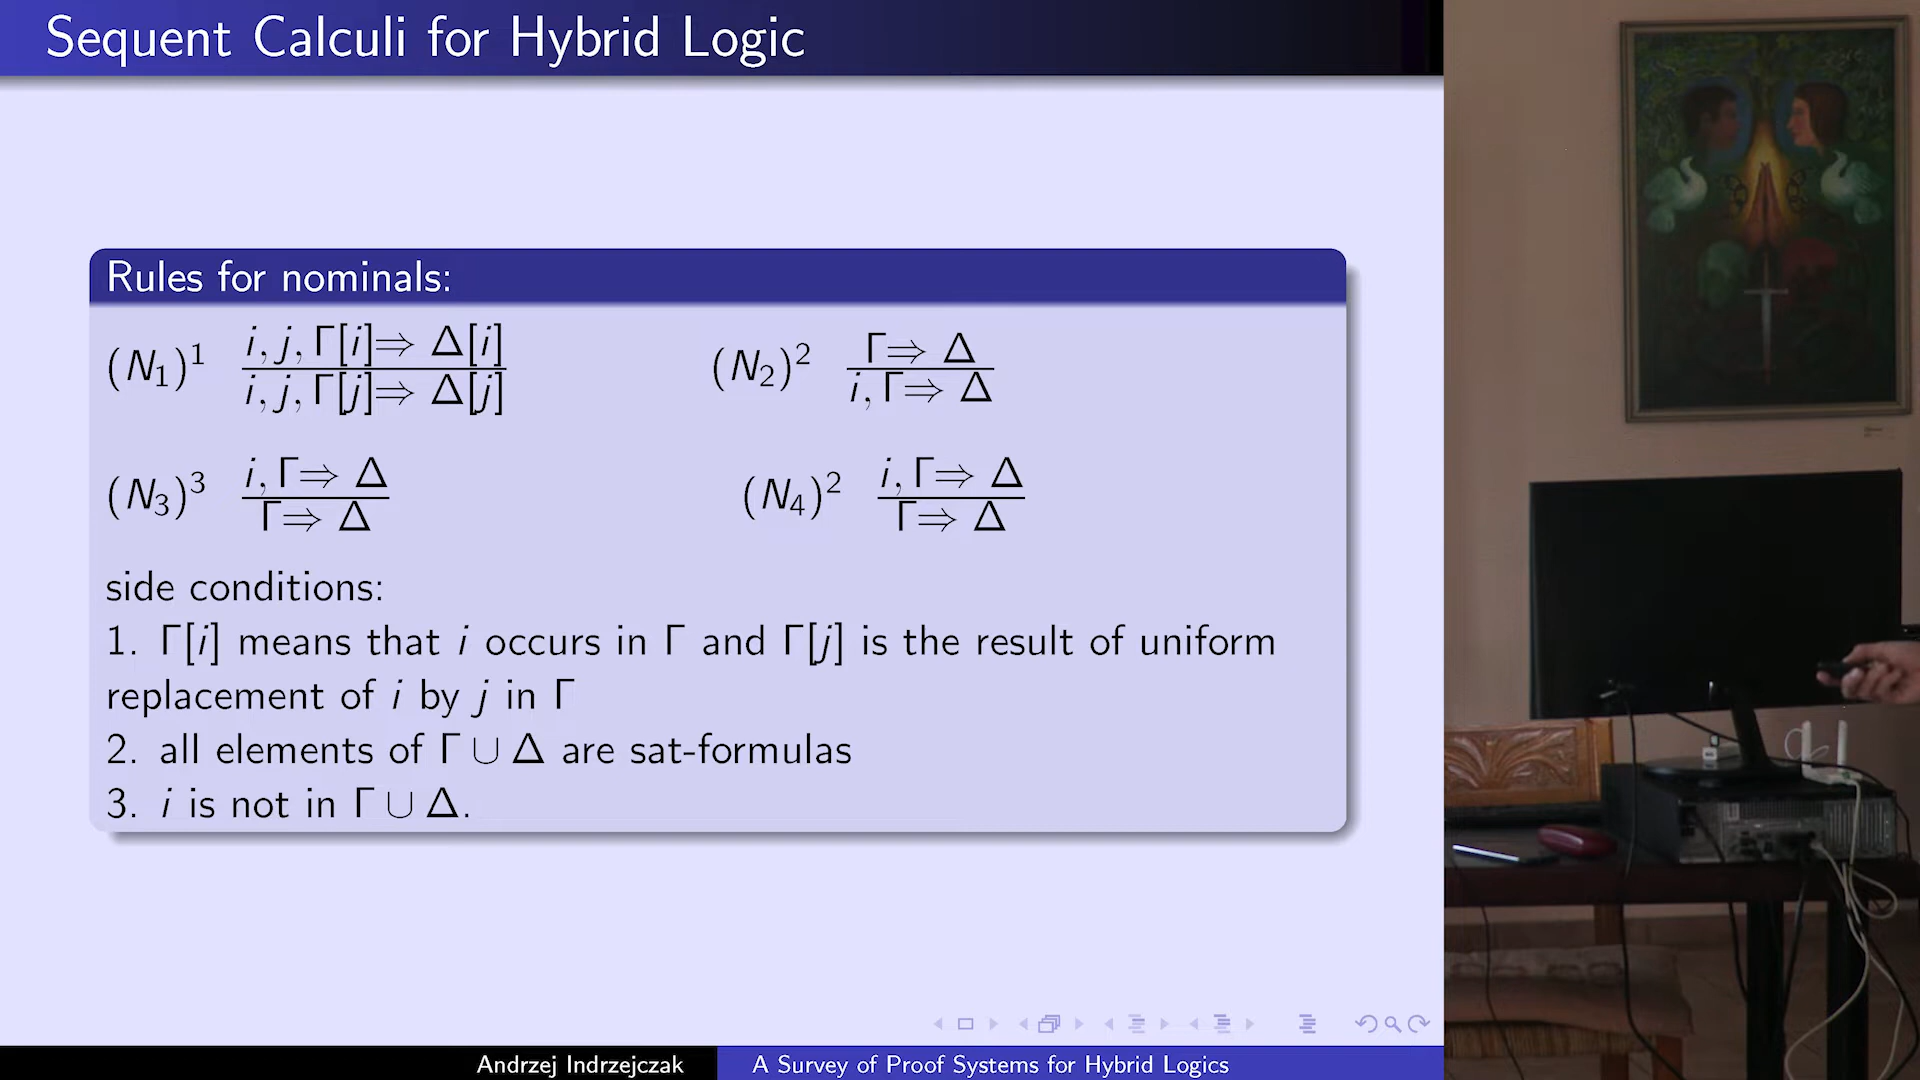 Sequent Calculi for Hybrid Logic
Rules for nominals:
(N₁)¹ i, j, Γ[i]⇒ Δ[i] / i, j, Γ[j]⇒ Δ[j] (N₂)² Γ⇒ Δ / i, Γ⇒ Δ
(N₃)³ i, Γ⇒ Δ / Γ⇒ Δ (N₄)² i, Γ⇒ Δ / Γ⇒ Δ
side conditions:
1. Γ[i] means that i occurs in Γ and Γ[j] is the result of uniform
replacement of i by j in Γ
2. all elements of Γ ∪ Δ are sat-formulas
3. i is not in Γ ∪ Δ.
Andrzej Indrzejczak A Survey of Proof Systems for Hybrid Logics